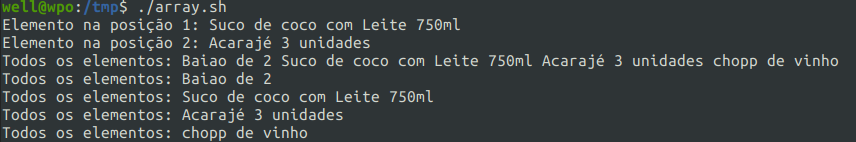 well@wpo:/tmp$ ./array.sh
Elemento na posição 1: Suco de coco com Leite 750ml
Elemento na posição 2: Acarajé 3 unidades
Todos os elementos: Baiao de 2 Suco de coco com Leite 750ml Acarajé 3 unidades chopp de vinho
Todos os elementos: Baiao de 2
Todos os elementos: Suco de coco com Leite 750ml
Todos os elementos: Acarajé 3 unidades
Todos os elementos: chopp de vinho